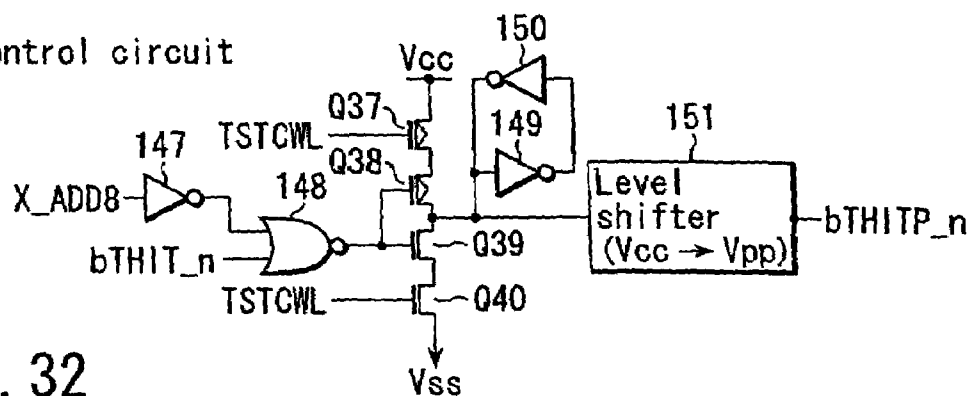 ntrol circuit
150
Vcc
Q37
TSTCWL
149
151
147
Q38
X_ADD8
148
Level
shifter
(Vcc → Vpp)
bTHITP_n
bTHIT_n
Q39
TSTCWL
Q40
Vss
. 32